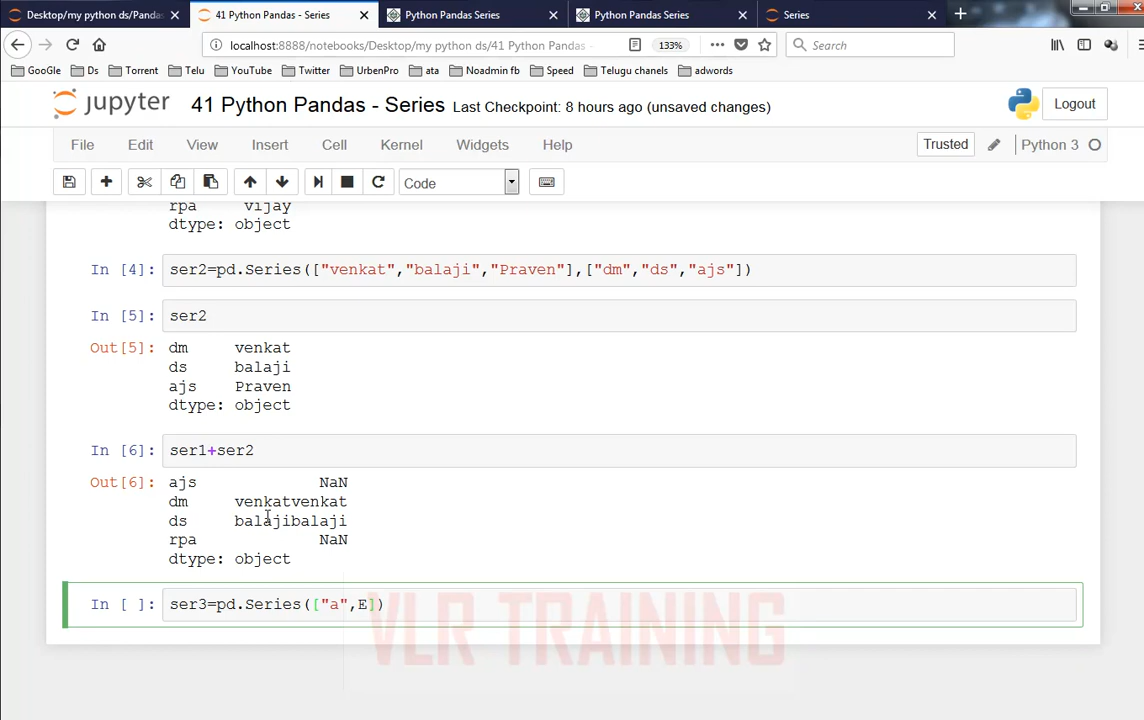 Desktop/my python ds/Panda
41 Python Pandas - Series
Python Pandas Series
Python Pandas Series
Series
localhost:8888/notebooks/Desktop/my python ds/41 Python Pandas -
133%
Search
GooGle
Ds
Torrent
Telu
YouTube
Twitter
UrbenPro
ata
Noadmin fb
Speed
Telugu chanels
adwords
jupyter
41 Python Pandas - Series Last Checkpoint: 8 hours ago (unsaved changes)
Logout
File Edit View Insert Cell Kernel Widgets Help
Trusted
Python 3
Code
rpa vijay
dtype: object
In [4]: ser2=pd.Series(["venkat","balaji","Praven"],["dm","ds","ajs"])
In [5]: ser2
Out[5]: dm venkat
ds balaji
ajs Praven
dtype: object
In [6]: ser1+ser2
Out[6]: ajs NaN
dm venkatvenkat
ds balajibalaji
rpa NaN
dtype: object
In [ ]: ser3=pd.Series(["a",E])
VLR TRAINING